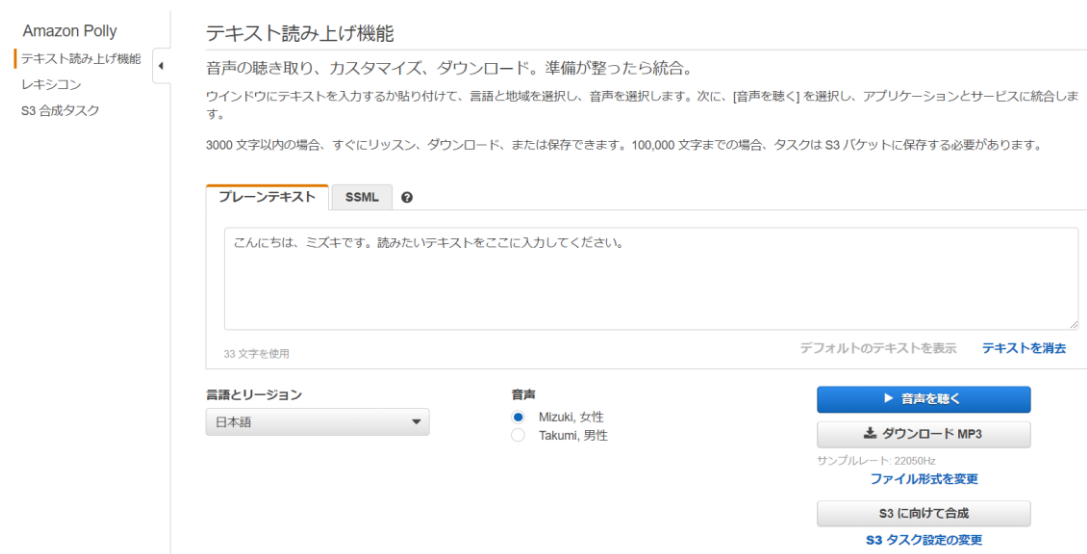 Amazon Polly
テキスト読み上げ機能
レキシコン
S3 合成タスク
テキスト読み上げ機能
音声の聴き取り、カスタマイズ、ダウンロード。準備が整ったら統合。
ウインドウにテキストを入力するか貼り付けて、言語と地域を選択し、音声を選択します。次に、[音声を聴く] を選択し、アプリケーションとサービスに統合しま
す。
3000 文字以内の場合、すぐにリッスン、ダウンロード、または保存できます。100,000 文字までの場合、タスクは S3 バケットに保存する必要があります。
プレーンテキスト SSML ?
こんにちは、ミズキです。読みたいテキストをここに入力してください。
33 文字を使用
デフォルトのテキストを表示 テキストを消去
言語とリージョン
日本語
音声
Mizuki, 女性
Takumi, 男性
音声を聴く
ダウンロード MP3
サンプルレート: 22050Hz
ファイル形式を変更
S3 に向けて合成
S3 タスク設定の変更